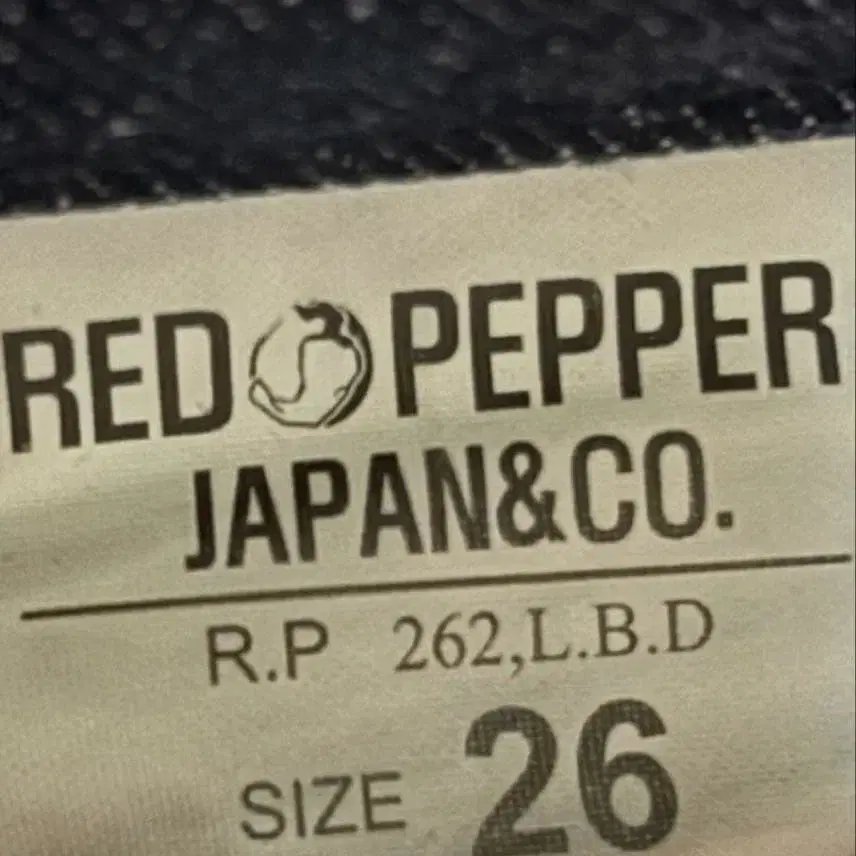 RED PEPPER
JAPAN&CO.
R.P 262,L.B.D
SIZE 26